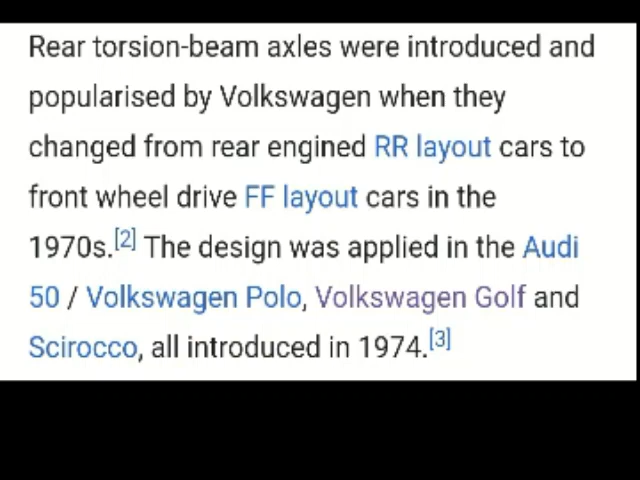 Rear torsion-beam axles were introduced and
popularised by Volkswagen when they
changed from rear engined RR layout cars to
front wheel drive FF layout cars in the
1970s.[2] The design was applied in the Audi
50 / Volkswagen Polo, Volkswagen Golf and
Scirocco, all introduced in 1974.[3]